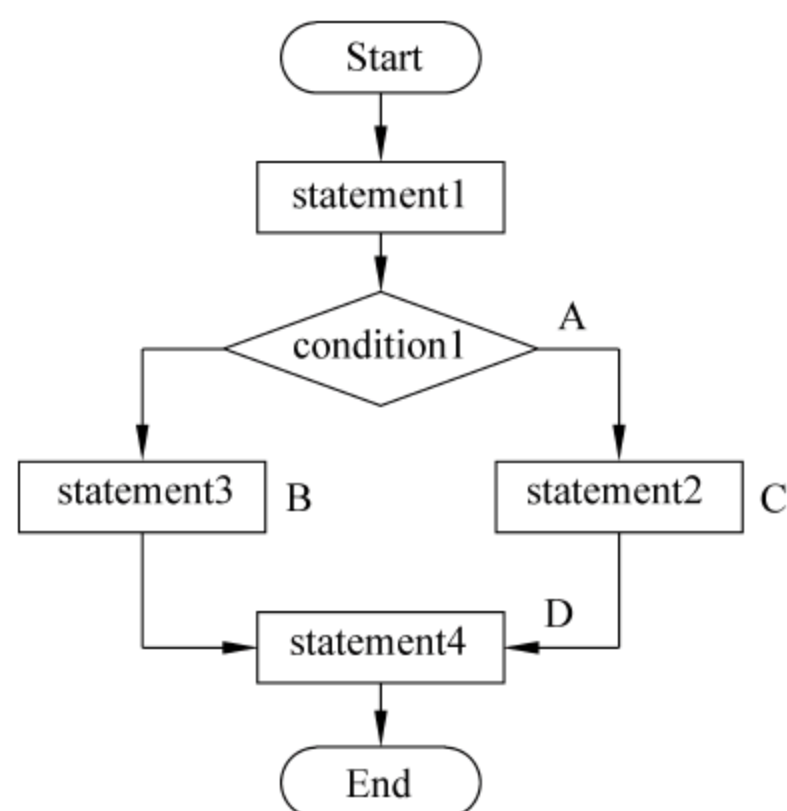 Start
statement1
A
condition1
statement3
B
statement2
C
D
statement4
End